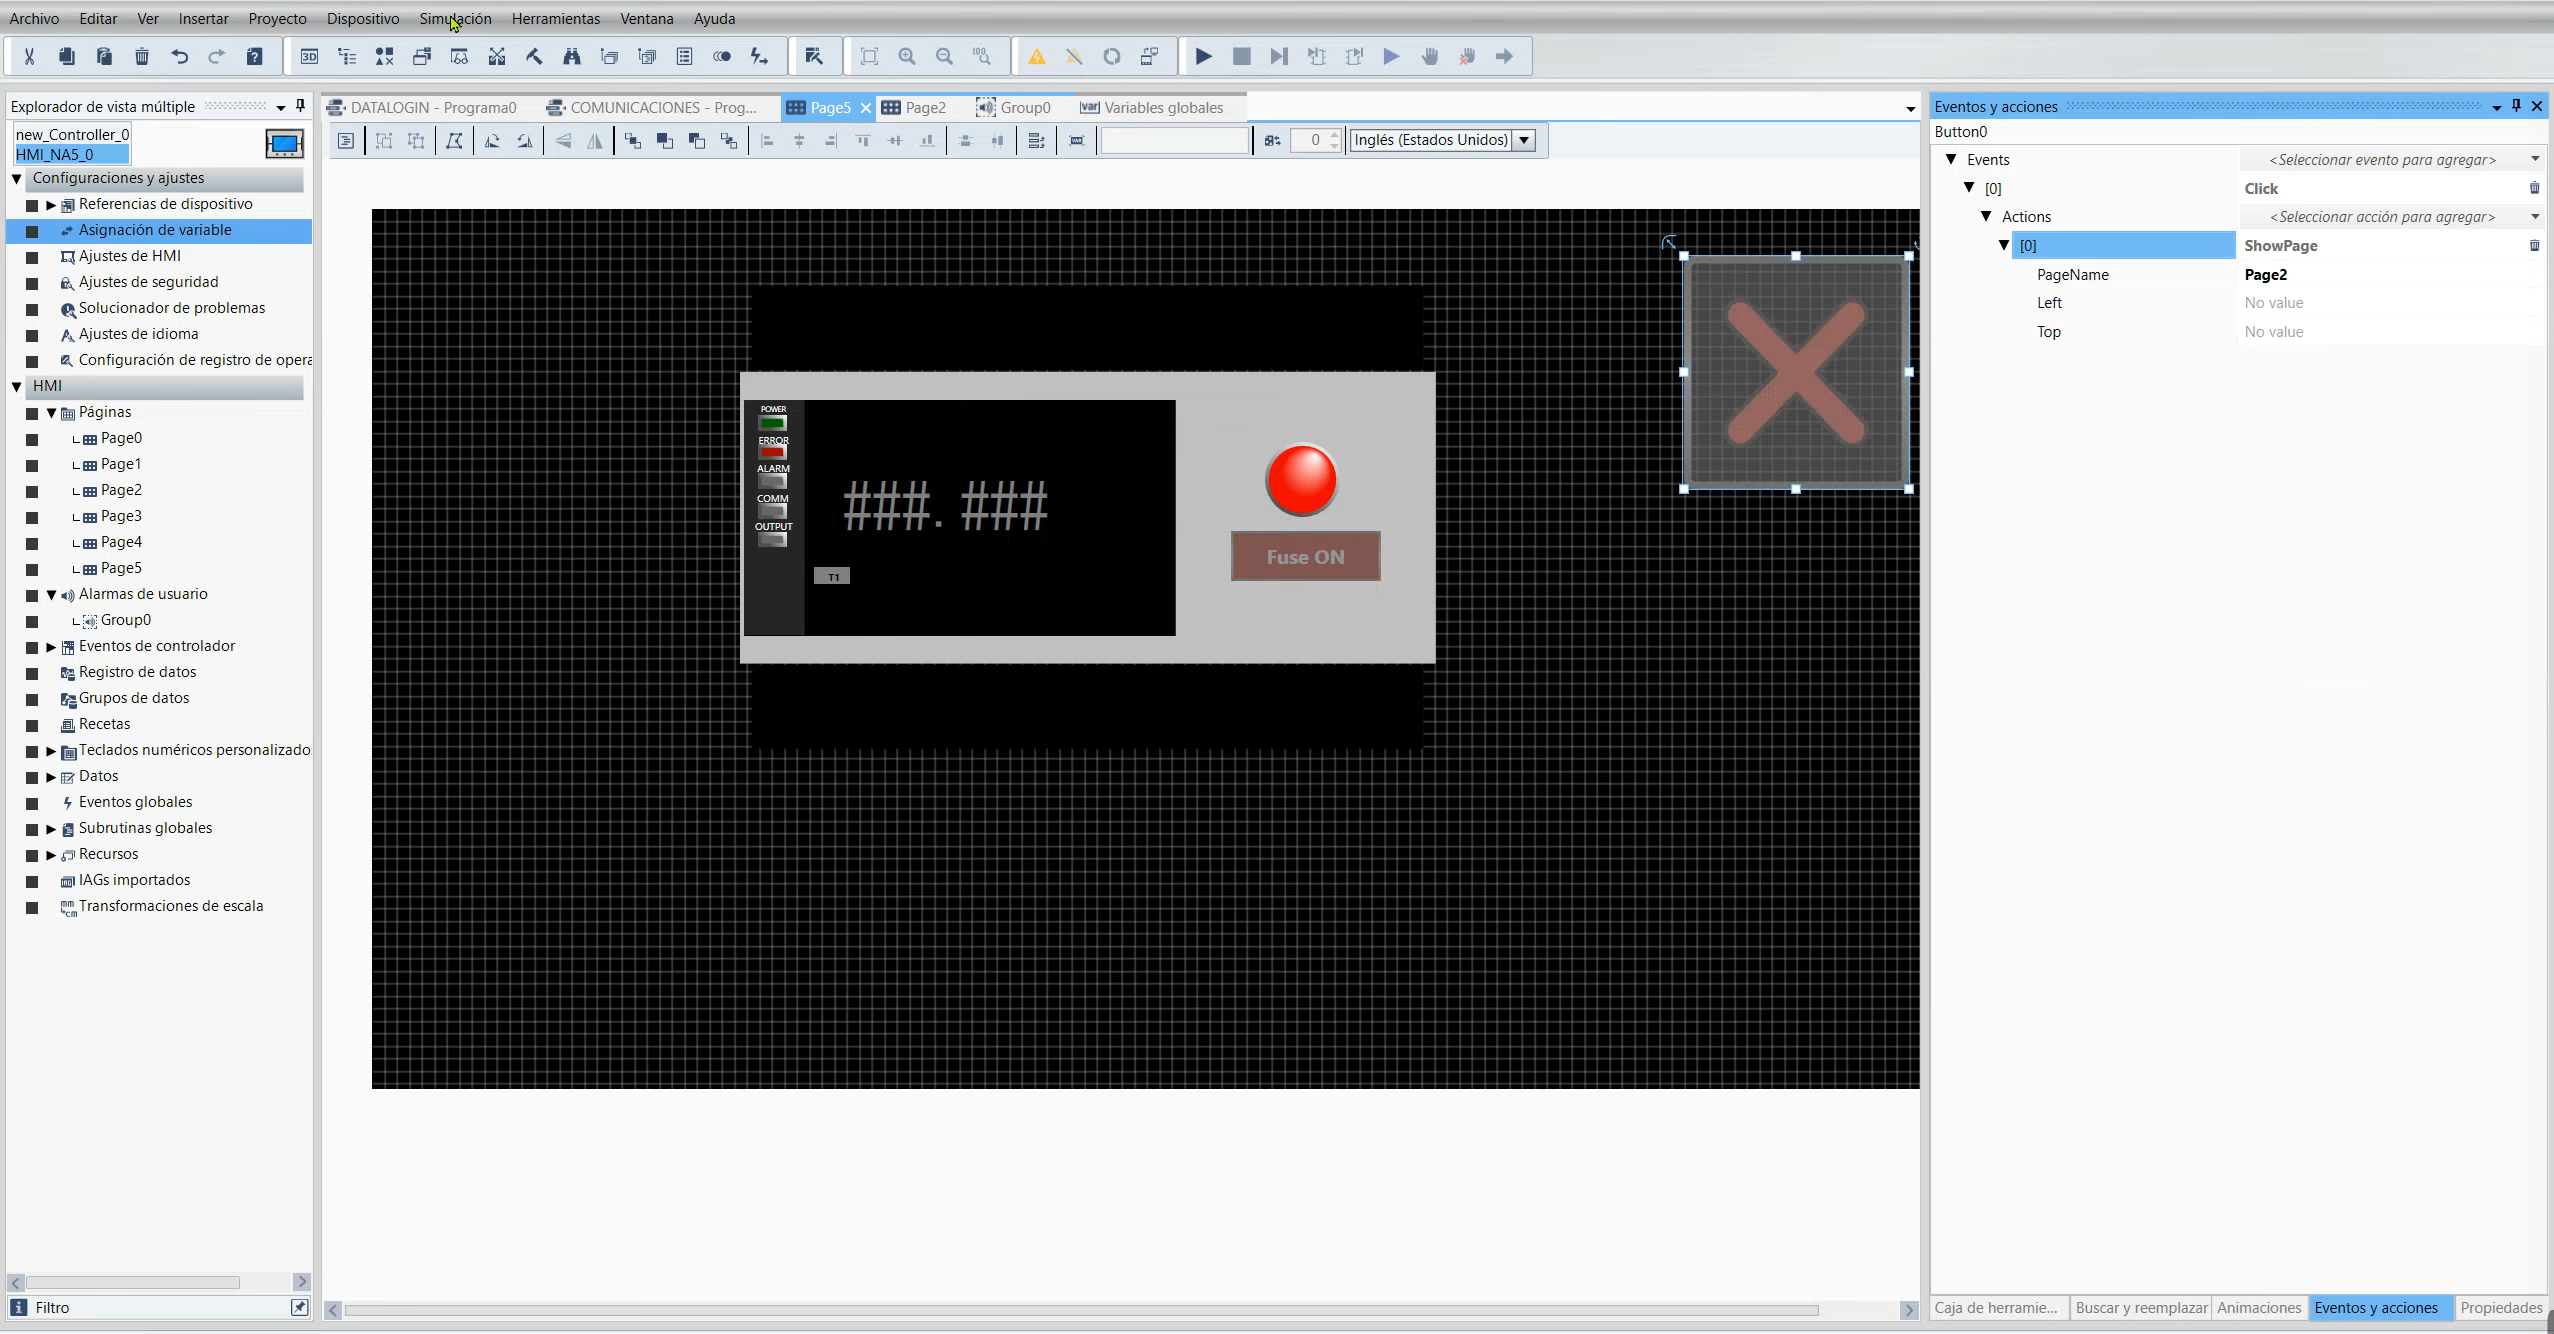 Archivo Editar Ver Insertar Proyecto Dispositivo Simulación Herramientas Ventana Ayuda
Explorador de vista múltiple
new_Controller_0
HMI_NA5_0
Configuraciones y ajustes
Referencias de dispositivo
Asignación de variable
Ajustes de HMI
Ajustes de seguridad
Solucionador de problemas
Ajustes de idioma
Configuración de registro de opera
HMI
Páginas
Page0
Page1
Page2
Page3
Page4
Page5
Alarmas de usuario
Group0
Eventos de controlador
Registro de datos
Grupos de datos
Recetas
Teclados numéricos personalizado
Datos
Eventos globales
Subrutinas globales
Recursos
IAGs importados
Transformaciones de escala
Filtro
DATALOGIN - Programa0 COMUNICACIONES - Prog... Page5 Page2 Group0 Variables globales
0 Inglés (Estados Unidos)
POWER
ERROR
ALARM
COMM
OUTPUT
###.###
T1
Fuse ON
Eventos y acciones
Button0
Events <Seleccionar evento para agregar>
[0] Click
Actions <Seleccionar acción para agregar>
[0] ShowPage
PageName Page2
Left No value
Top No value
Caja de herramie... Buscar y reemplazar Animaciones Eventos y acciones Propiedades